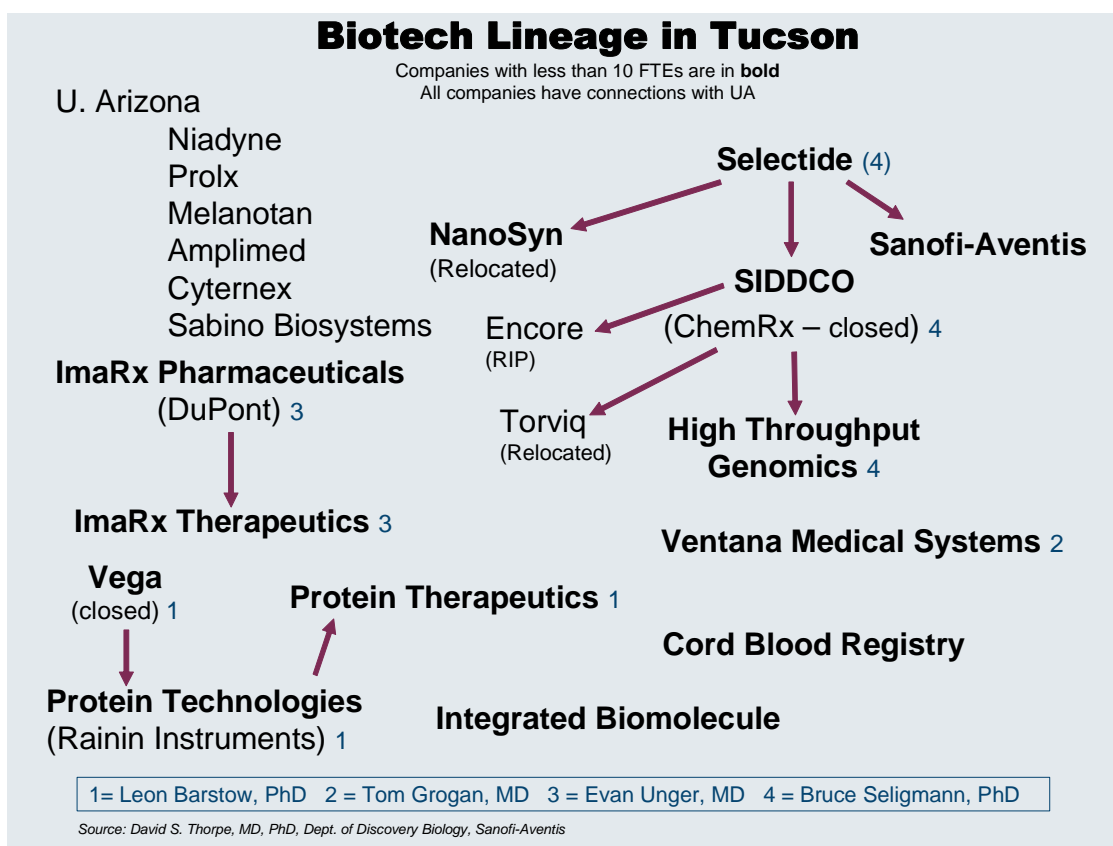 Biotech Lineage in Tucson
Companies with less than 10 FTEs are in bold
All companies have connections with UA
U. Arizona
Niadyne
Prolx
Melanotan
Amplimed
Cyternex
Sabino Biosystems
ImaRx Pharmaceuticals
(DuPont) 3
ImaRx Therapeutics 3
Vega
(closed) 1
Protein Therapeutics 1
Protein Technologies
(Rainin Instruments) 1
Selectide (4)
NanoSyn
(Relocated)
Sanofi-Aventis
SIDDCO
(ChemRx – closed) 4
Encore
(RIP)
Torviq
(Relocated)
High Throughput
Genomics 4
Ventana Medical Systems 2
Cord Blood Registry
Integrated Biomolecule
1= Leon Barstow, PhD 2 = Tom Grogan, MD 3 = Evan Unger, MD 4 = Bruce Seligmann, PhD
Source: David S. Thorpe, MD, PhD, Dept. of Discovery Biology, Sanofi-Aventis